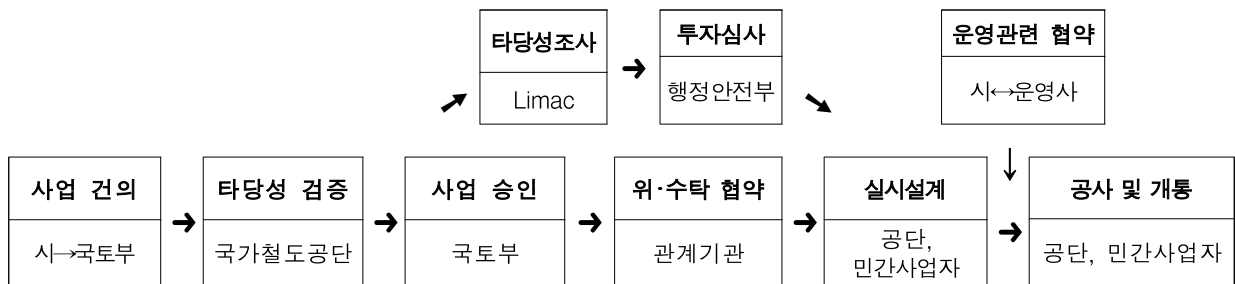 타당성조사
Limac
투자심사
행정안전부
운영관련 협약
시↔운영사
사업 건의
시→국토부
타당성 검증
국가철도공단
사업 승인
국토부
위·수탁 협약
관계기관
실시설계
공단,
민간사업자
공사 및 개통
공단, 민간사업자